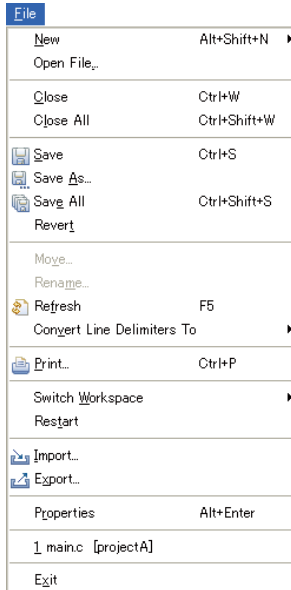 File
New Alt+Shift+N
Open File...
Close Ctrl+W
Close All Ctrl+Shift+W
Save Ctrl+S
Save As...
Save All Ctrl+Shift+S
Revert
Move...
Rename...
Refresh F5
Convert Line Delimiters To
Print... Ctrl+P
Switch Workspace
Restart
Import...
Export...
Properties Alt+Enter
1 main.c [projectA]
Exit